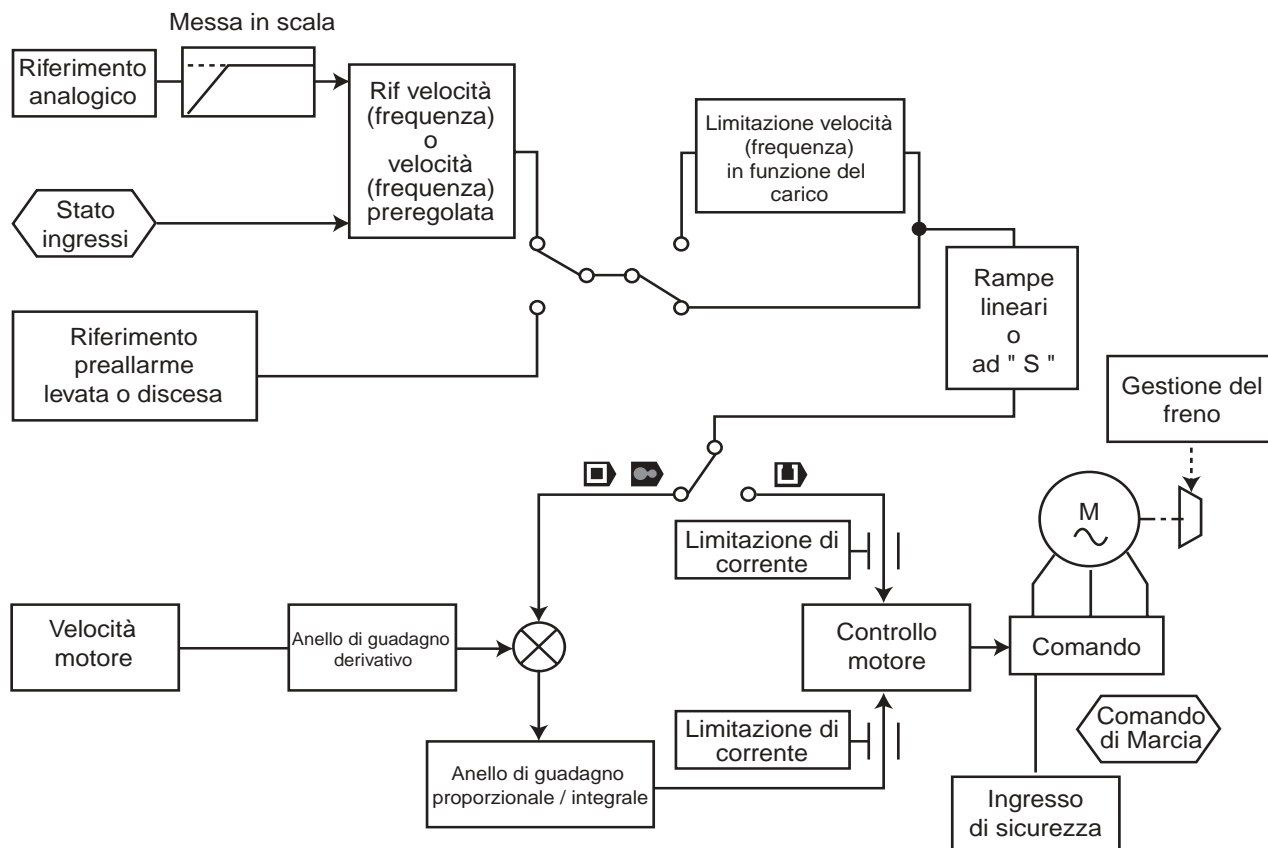 Messa in scala
Riferimento
analogico
Rif velocità
(frequenza)
o
velocità
(frequenza)
preregolata
Limitazione velocità
(frequenza)
in funzione del
carico
Stato
ingressi
Rampe
lineari
o
ad " S "
Riferimento
preallarme
levata o discesa
Gestione del
freno
M
Limitazione di
corrente
Velocità
motore
Anello di guadagno
derivativo
Controllo
motore
Comando
Limitazione di
corrente
Comando
di Marcia
Anello di guadagno
proporzionale / integrale
Ingresso
di sicurezza